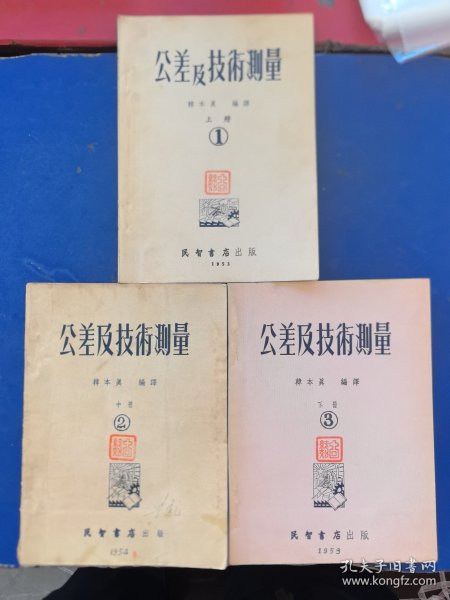 公差及技術測量
韓本眞 編譯
上冊
①
民智書店出版
1953
公差及技術測量
韓本眞 編譯
中冊
②
民智書店出版
1954
公差及技術測量
韓本眞 編譯
下冊
③
民智書店出版
1953
孔夫子旧书网
www.kongfz.com